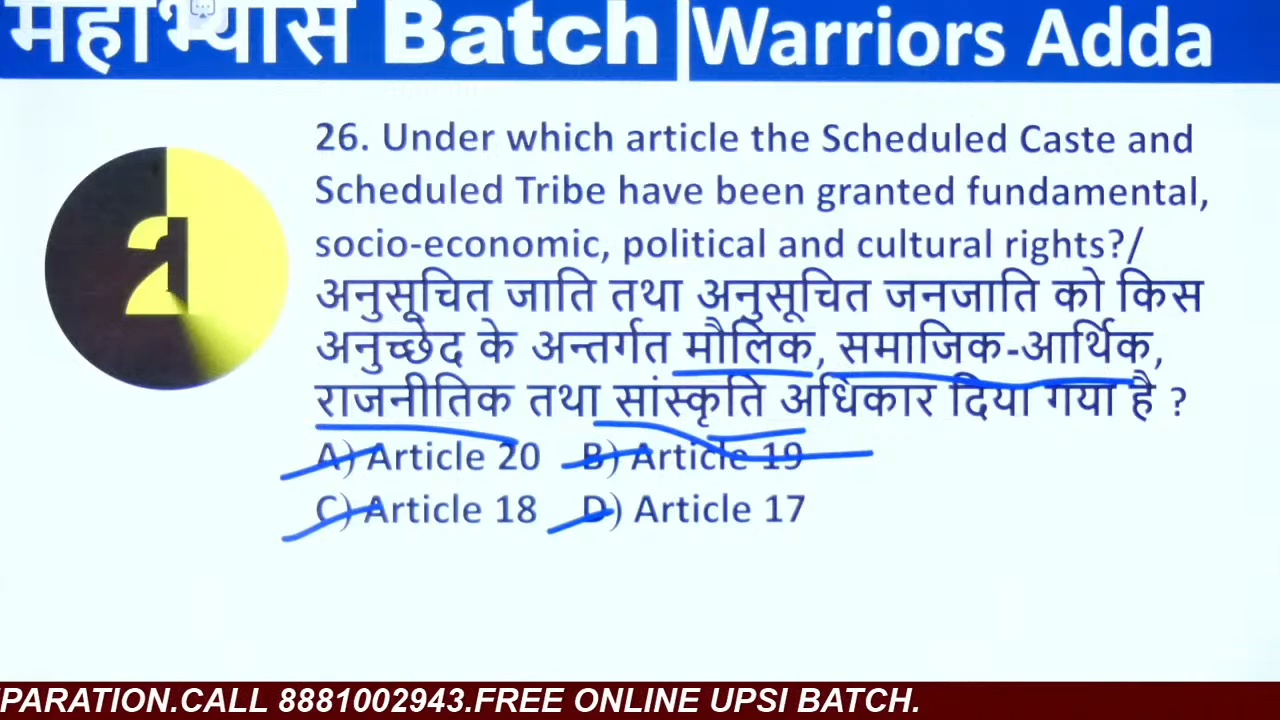 महाभ्यास Batch Warriors Adda
26. Under which article the Scheduled Caste and
Scheduled Tribe have been granted fundamental,
socio-economic, political and cultural rights?/
अनुसूचित जाति तथा अनुसूचित जनजाति को किस
अनुच्छेद के अन्तर्गत मौलिक, समाजिक-आर्थिक,
राजनीतिक तथा सांस्कृति अधिकार दिया गया है ?
A) Article 20 B) Article 19
C) Article 18 D) Article 17
PARATION.CALL 8881002943.FREE ONLINE UPSI BATCH.